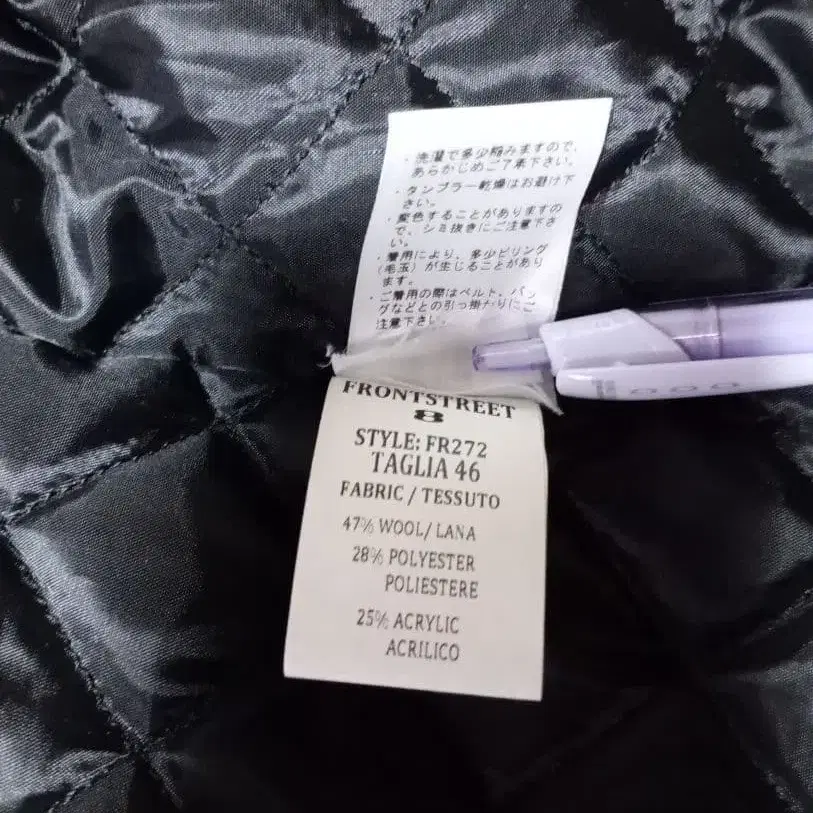 ・洗濯で多少縮みますので、
あらかじめご了承下さい。
・タンブラー乾燥はお避け下
さい。
・変色することがありますの
で、シミ抜きにご注意下さ
い。
・着用により、多少ピリング
（毛玉）が生じることがあり
ます。
・ご着用の際はベルト、バッ
グなどとの引っ掛かりにご
注意下さい。
FRONTSTREET
8
STYLE: FR272
TAGLIA 46
FABRIC / TESSUTO
47% WOOL/ LANA
28% POLYESTER
POLIESTERE
25% ACRYLIC
ACRILICO